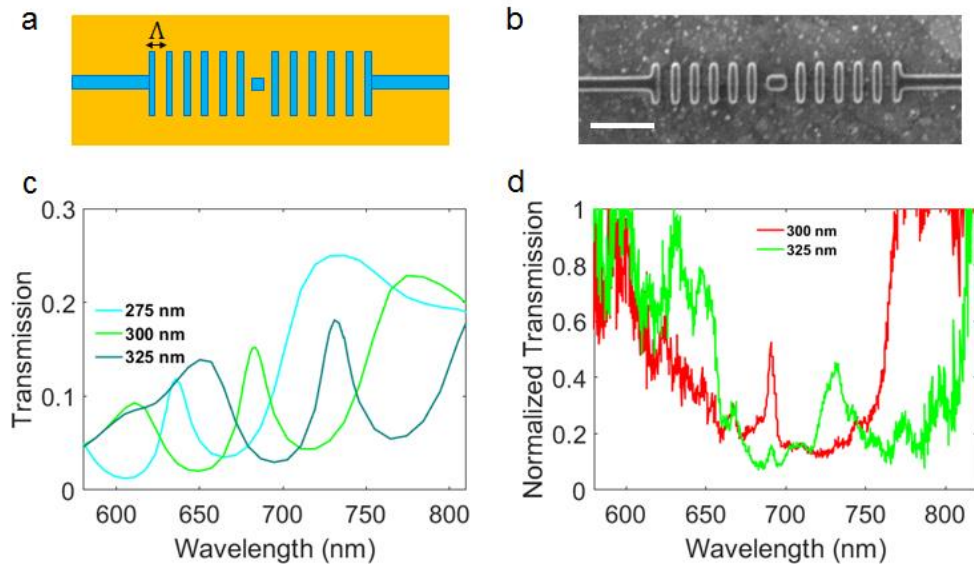 a
Λ
b
c
0.3
0.2
0.1
0
Transmission
275 nm
300 nm
325 nm
600
650
700
750
800
Wavelength (nm)
d
1
0.8
0.6
0.4
0.2
0
Normalized Transmission
300 nm
325 nm
600
650
700
750
800
Wavelength (nm)